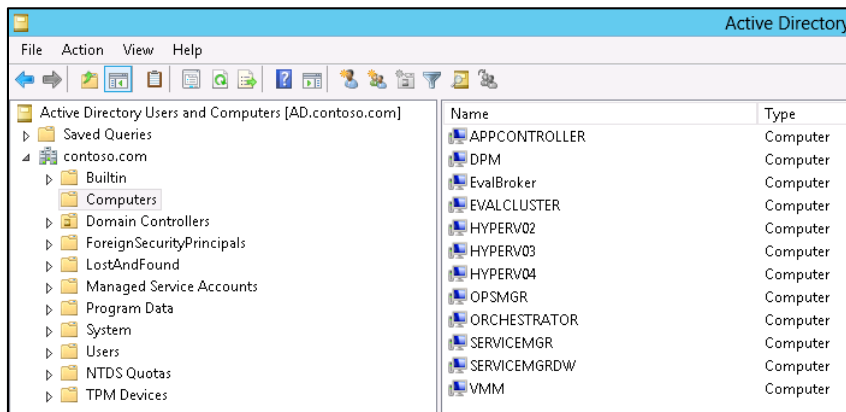 Active Directory
File Action View Help
Active Directory Users and Computers [AD.contoso.com]
Saved Queries
contoso.com
Builtin
Computers
Domain Controllers
ForeignSecurityPrincipals
LostAndFound
Managed Service Accounts
Program Data
System
Users
NTDS Quotas
TPM Devices
Name Type
APPCONTROLLER Computer
DPM Computer
EvalBroker Computer
EVALCLUSTER Computer
HYPERV02 Computer
HYPERV03 Computer
HYPERV04 Computer
OPSMGR Computer
ORCHESTRATOR Computer
SERVICEMGR Computer
SERVICEMGRDW Computer
VMM Computer